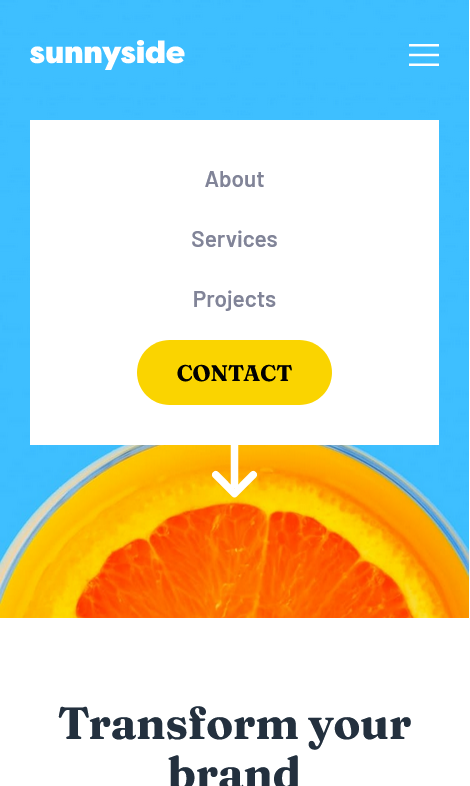 sunnyside
About
Services
Projects
CONTACT
Transform your
brand